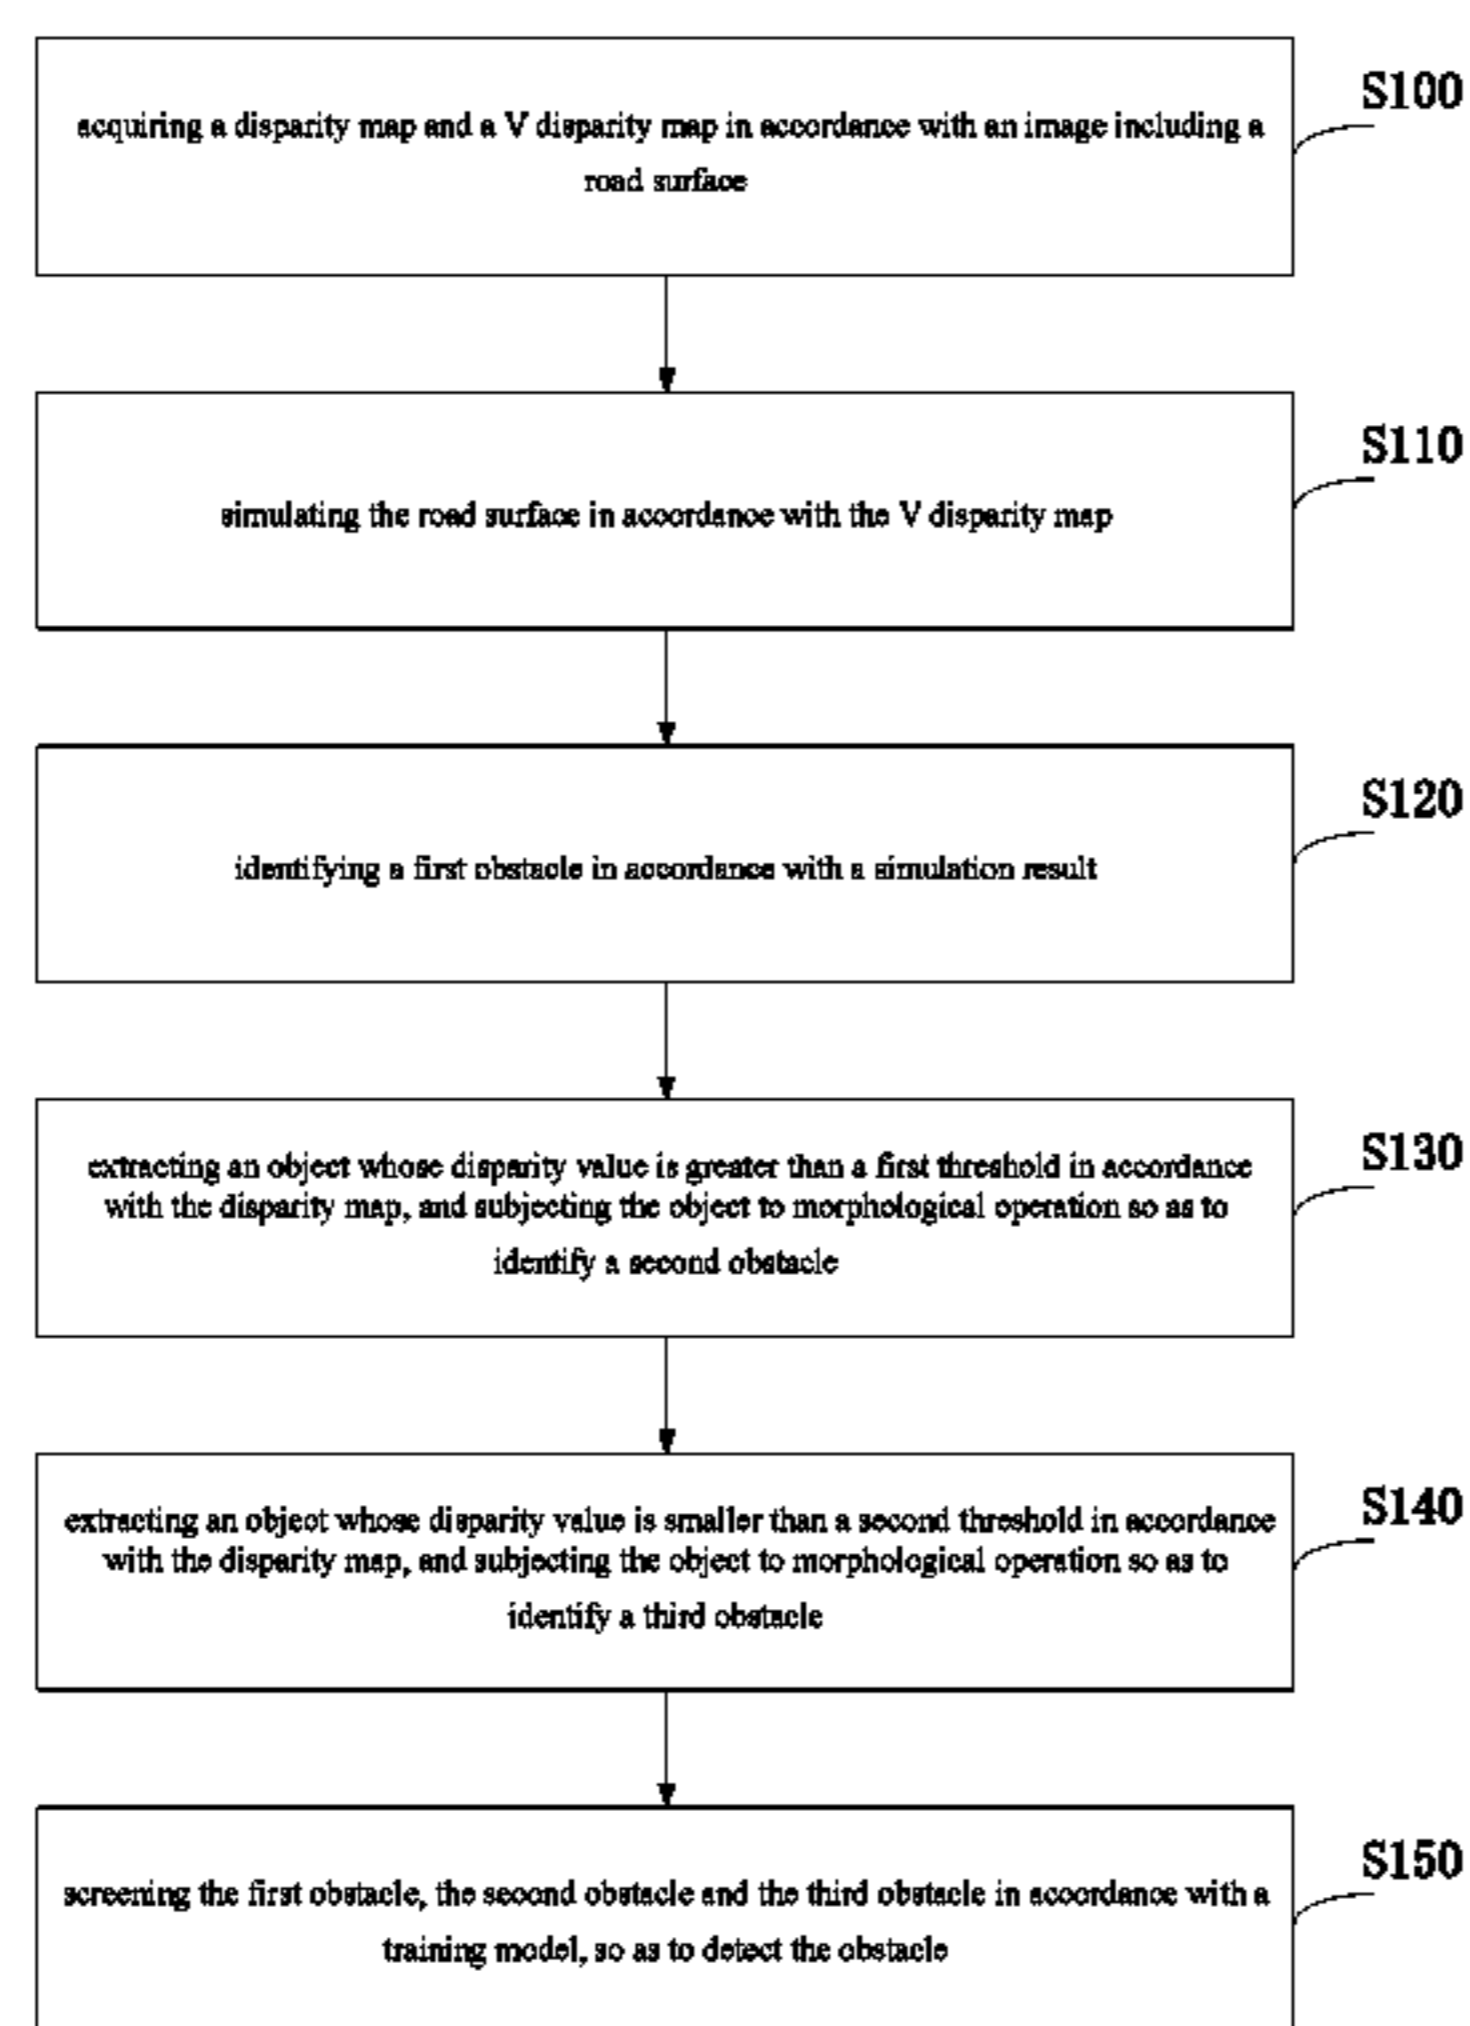 acquiring a disparity map and a V disparity map in accordance with an image including a
road surface
S100
simulating the road surface in accordance with the V disparity map
S110
identifying a first obstacle in accordance with a simulation result
S120
extracting an object whose disparity value is greater than a first threshold in accordance
with the disparity map, and subjecting the object to morphological operation so as to
identify a second obstacle
S130
extracting an object whose disparity value is smaller than a second threshold in accordance
with the disparity map, and subjecting the object to morphological operation so as to
identify a third obstacle
S140
screening the first obstacle, the second obstacle and the third obstacle in accordance with a
training model, so as to detect the obstacle
S150